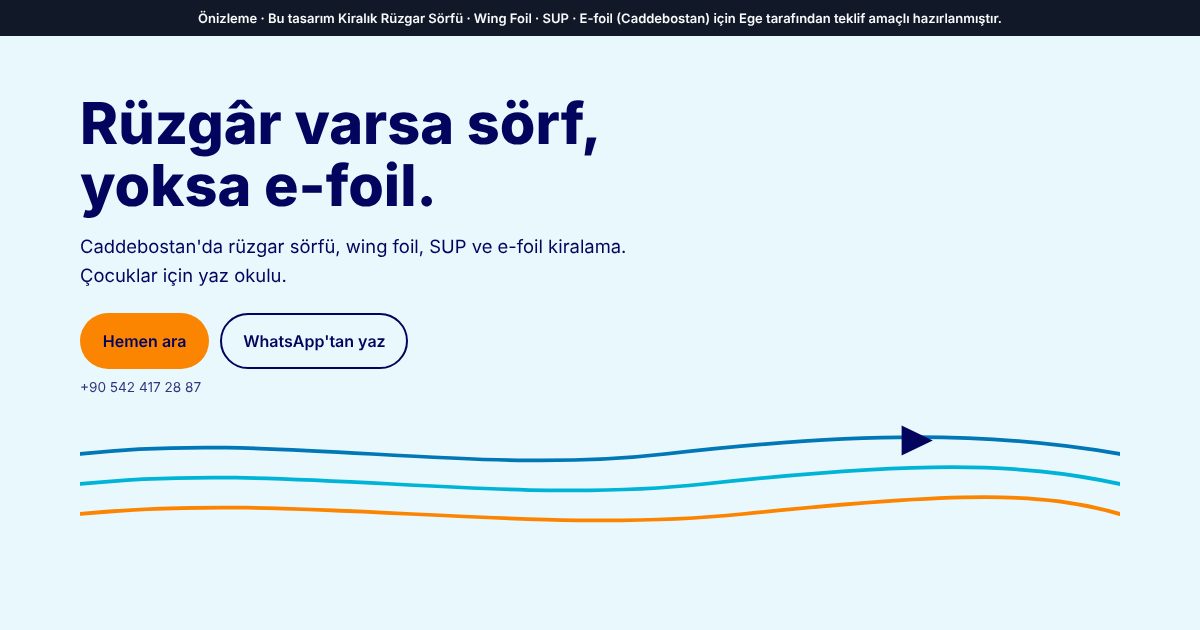 Önizleme · Bu tasarım Kiralık Rüzgar Sörfü · Wing Foil · SUP · E-foil (Caddebostan) için Ege tarafından teklif amaçlı hazırlanmıştır.
Rüzgâr varsa sörf,
yoksa e-foil.
Caddebostan'da rüzgar sörfü, wing foil, SUP ve e-foil kiralama.
Çocuklar için yaz okulu.
Hemen ara
WhatsApp'tan yaz
+90 542 417 28 87